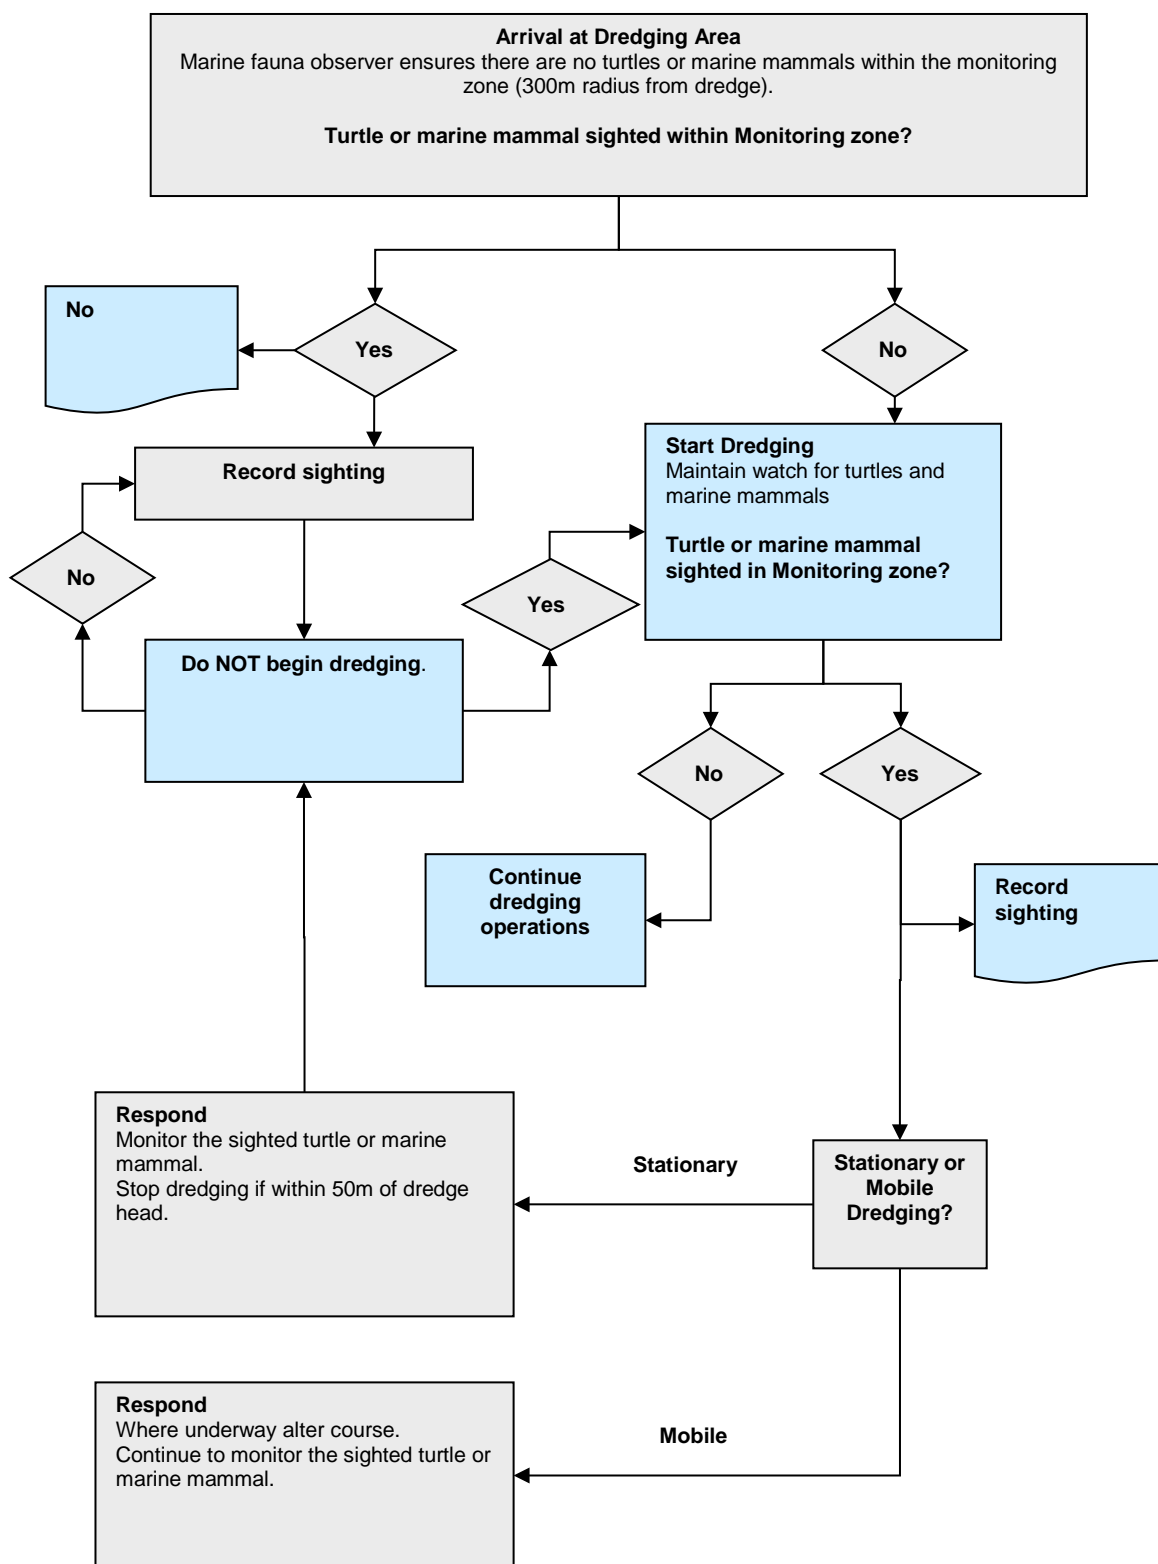 Arrival at Dredging Area
Marine fauna observer ensures there are no turtles or marine mammals within the monitoring
zone (300m radius from dredge).
Turtle or marine mammal sighted within Monitoring zone?
No
Yes
No
Record sighting
Start Dredging
Maintain watch for turtles and
marine mammals
Turtle or marine mammal
sighted in Monitoring zone?
No
Yes
Do NOT begin dredging.
No
Yes
Continue
dredging
operations
Record
sighting
Respond
Monitor the sighted turtle or marine
mammal.
Stop dredging if within 50m of dredge
head.
Stationary
Stationary or
Mobile
Dredging?
Respond
Where underway alter course.
Continue to monitor the sighted turtle or
marine mammal.
Mobile